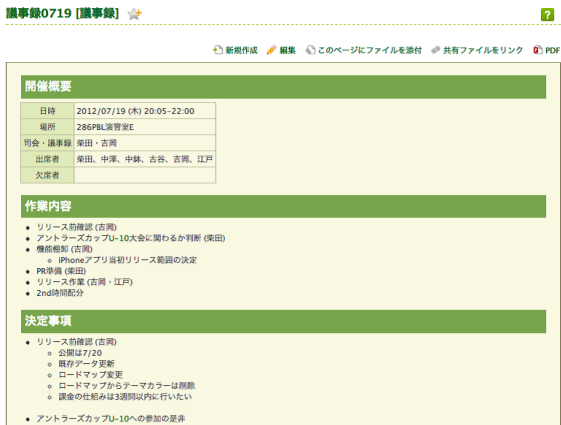 議事録0719 [議事録]
?
新規作成 編集 このページにファイルを添付 共有ファイルをリンク PDF
開催概要
日時 2012/07/19 (木) 20:05-22:00
場所 286PBL演習室E
司会・議事録 柴田・吉岡
出席者 柴田、中澤、中鉢、古谷、吉岡、江戸
欠席者
作業内容
リリース前確認 (吉岡)
アントラーズカップU-10大会に関わるか判断 (柴田)
機能棚卸 (吉岡)
iPhoneアプリ当初リリース範囲の決定
PR準備 (柴田)
リリース作業 (吉岡・江戸)
2nd時間配分
決定事項
リリース前確認 (吉岡)
公開は7/20
既存データ更新
ロードマップ変更
ロードマップからテーマカラーは削除
課金の仕組みは3週間以内に行いたい
アントラーズカップU-10への参加の是非